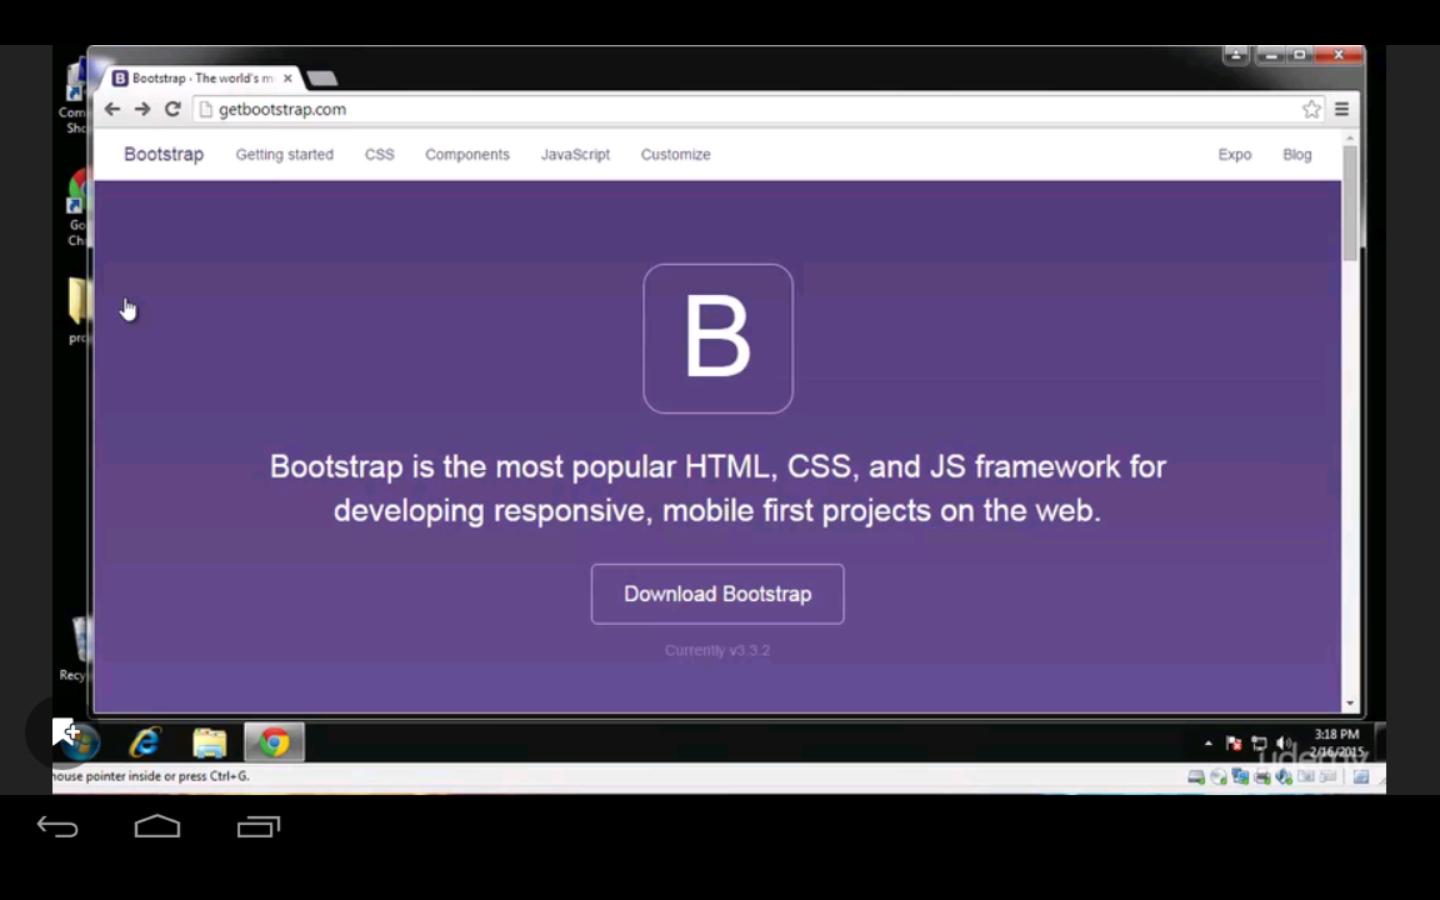 Bootstrap · The world's m
getbootstrap.com
Bootstrap Getting started CSS Components JavaScript Customize Expo Blog
Com
Sho
Go
Ch
B
proj
Bootstrap is the most popular HTML, CSS, and JS framework for
developing responsive, mobile first projects on the web.
Download Bootstrap
Currently v3.3.2
Recy
3:18 PM
2/16/2015
udemy
mouse pointer inside or press Ctrl+G.